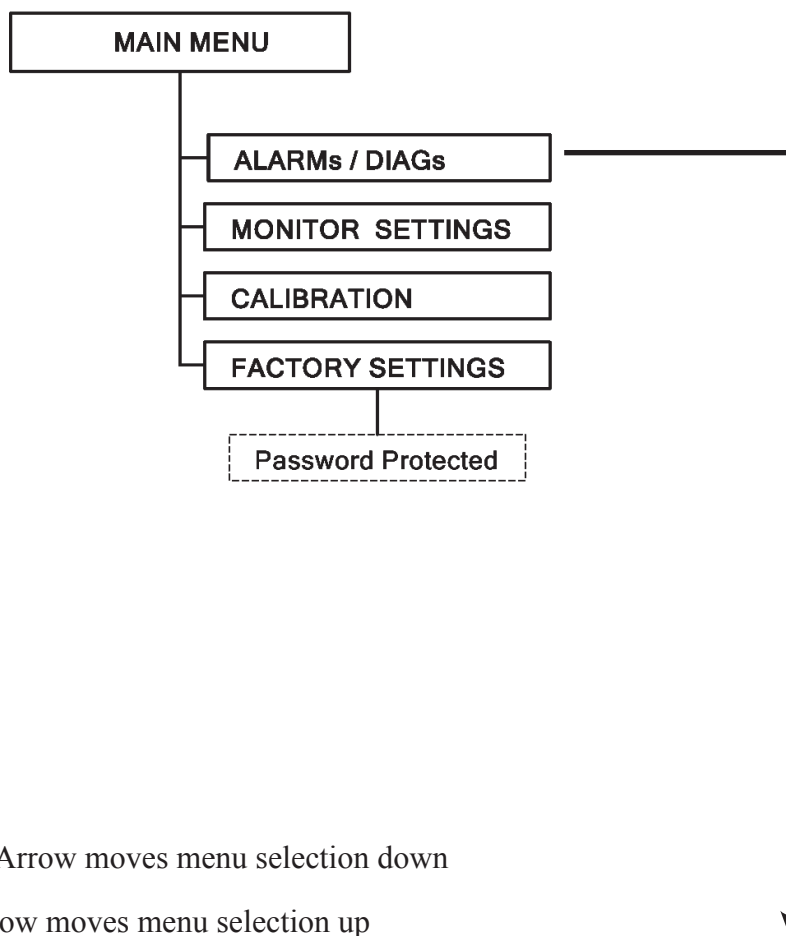 MAIN MENU
ALARMs / DIAGs
MONITOR SETTINGS
CALIBRATION
FACTORY SETTINGS
Password Protected
Arrow moves menu selection down
moves menu selection up